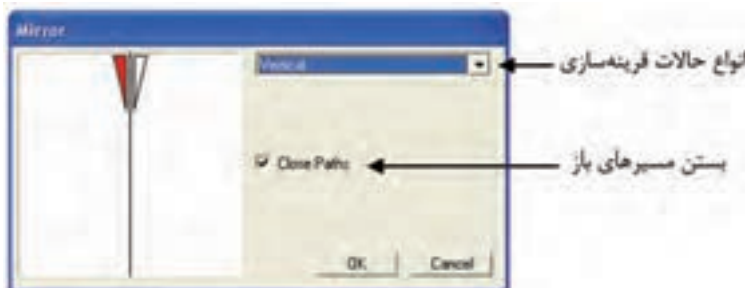 Mirror
Vertical
انواع حالات قرینه‌سازی
Close Paths
بستن مسیرهای باز
OK
Cancel